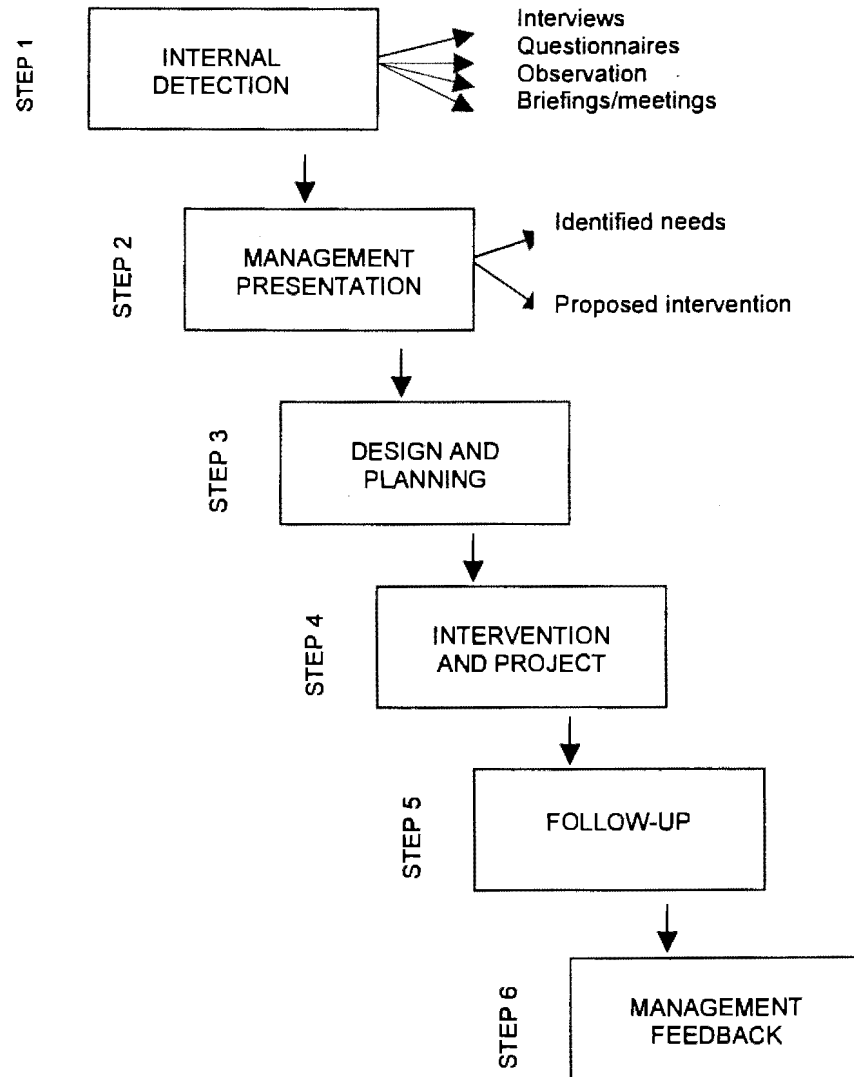 STEP 1
INTERNAL
DETECTION
Interviews
Questionnaires
Observation
Briefings/meetings
STEP 2
MANAGEMENT
PRESENTATION
Identified needs
Proposed intervention
STEP 3
DESIGN AND
PLANNING
STEP 4
INTERVENTION
AND PROJECT
STEP 5
FOLLOW-UP
STEP 6
MANAGEMENT
FEEDBACK